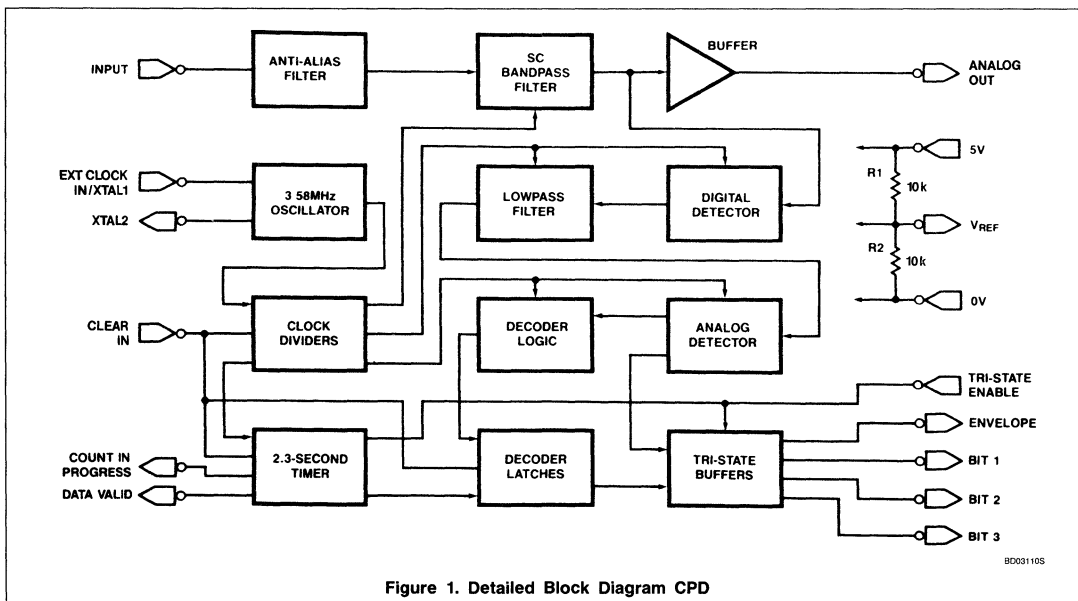 INPUT
ANTI-ALIAS
FILTER
SC
BANDPASS
FILTER
BUFFER
ANALOG
OUT
EXT CLOCK
IN/XTAL1
XTAL2
3 58MHz
OSCILLATOR
LOWPASS
FILTER
DIGITAL
DETECTOR
5V
R1
10k
VREF
R2
10k
0V
CLEAR
IN
CLOCK
DIVIDERS
DECODER
LOGIC
ANALOG
DETECTOR
TRI-STATE
ENABLE
COUNT IN
PROGRESS
DATA VALID
2.3-SECOND
TIMER
DECODER
LATCHES
TRI-STATE
BUFFERS
ENVELOPE
BIT 1
BIT 2
BIT 3
BD03110S
Figure 1. Detailed Block Diagram CPD